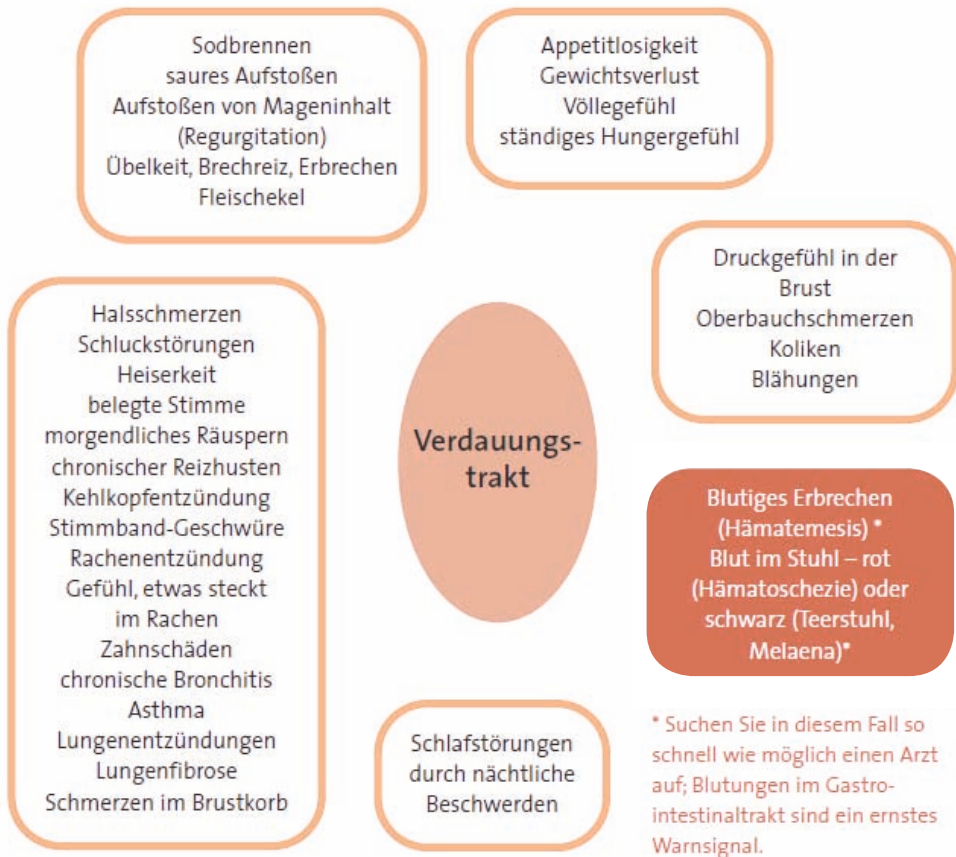 Sodbrennen
saures Aufstoßen
Aufstoßen von Mageninhalt
(Regurgitation)
Übelkeit, Brechreiz, Erbrechen
Fleischekel
Appetitlosigkeit
Gewichtsverlust
Völlegefühl
ständiges Hungergefühl
Druckgefühl in der
Brust
Oberbauchschmerzen
Koliken
Blähungen
Halsschmerzen
Schluckstörungen
Heiserkeit
belegte Stimme
morgendliches Räuspern
chronischer Reizhusten
Kehlkopfentzündung
Stimmband-Geschwüre
Rachenentzündung
Gefühl, etwas steckt
im Rachen
Zahnschäden
chronische Bronchitis
Asthma
Lungenentzündungen
Lungenfibrose
Schmerzen im Brustkorb
Verdauungs-
trakt
Blutiges Erbrechen
(Hämatemesis) *
Blut im Stuhl – rot
(Hämatoschezie) oder
schwarz (Teerstuhl,
Melaena)*
Schlafstörungen
durch nächtliche
Beschwerden
* Suchen Sie in diesem Fall so
schnell wie möglich einen Arzt
auf; Blutungen im Gastro-
intestinaltrakt sind ein ernstes
Warnsignal.